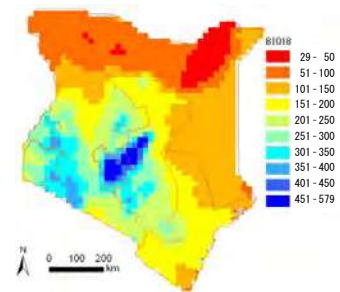 BIO18
29 - 50
51 - 100
101 - 150
151 - 200
201 - 250
251 - 300
301 - 350
351 - 400
401 - 450
451 - 579
N
0 100 200
km